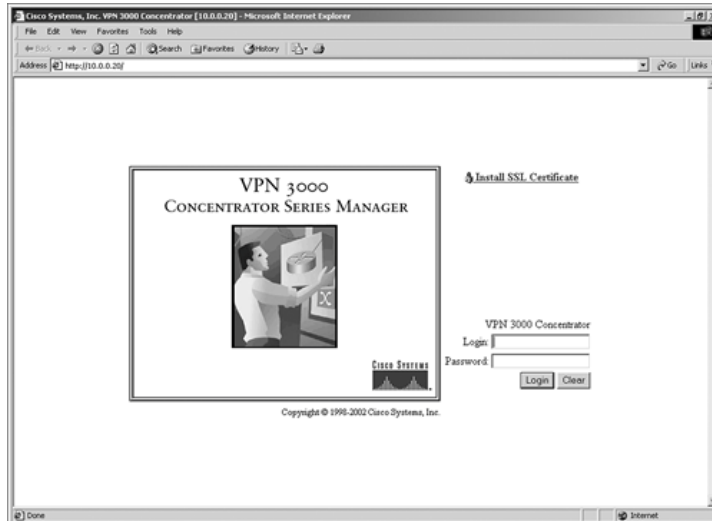 Cisco Systems, Inc. VPN 3000 Concentrator [10.0.0.20] - Microsoft Internet Explorer
File Edit View Favorites Tools Help
Back Search Favorites History
Address http://10.0.0.20/ Go Links
VPN 3000
CONCENTRATOR SERIES MANAGER
Install SSL Certificate
VPN 3000 Concentrator
Login:
Password:
Login Clear
CISCO SYSTEMS
Copyright © 1998-2002 Cisco Systems, Inc.
Done Internet